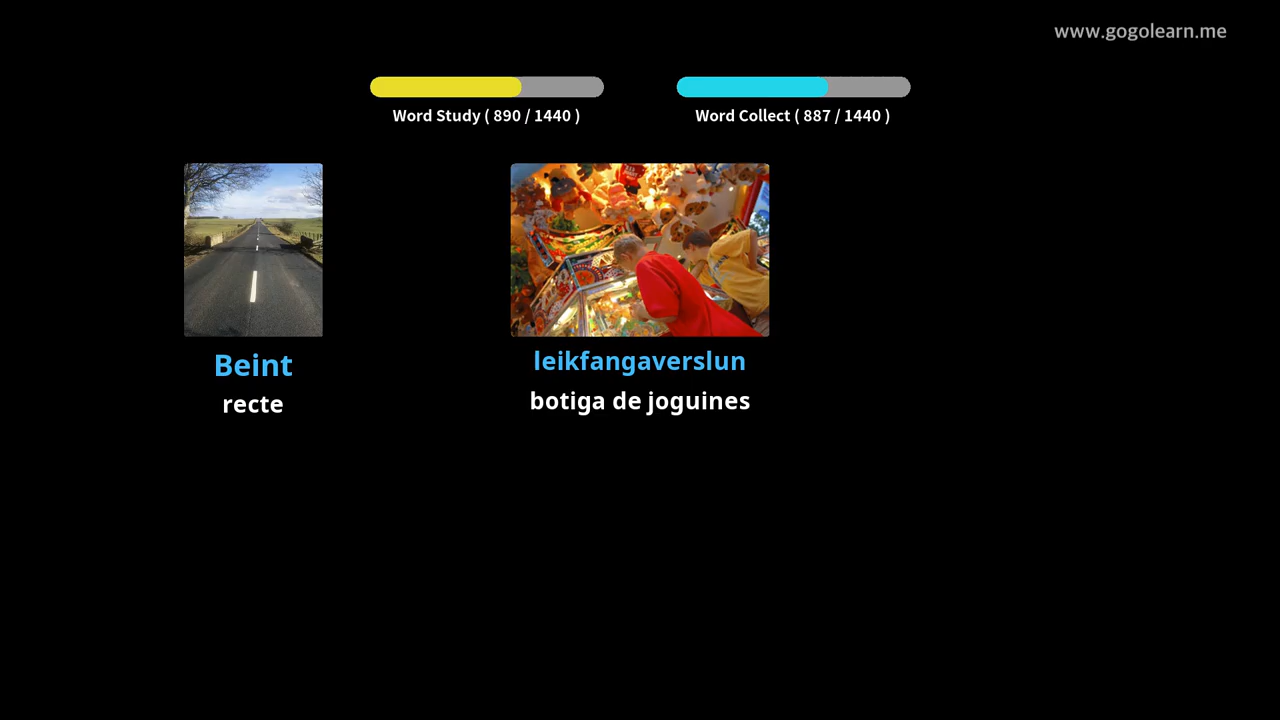 www.gogolearn.me
Word Study ( 890 / 1440 )
Word Collect ( 887 / 1440 )
Beint
recte
leikfangaverslun
botiga de joguines